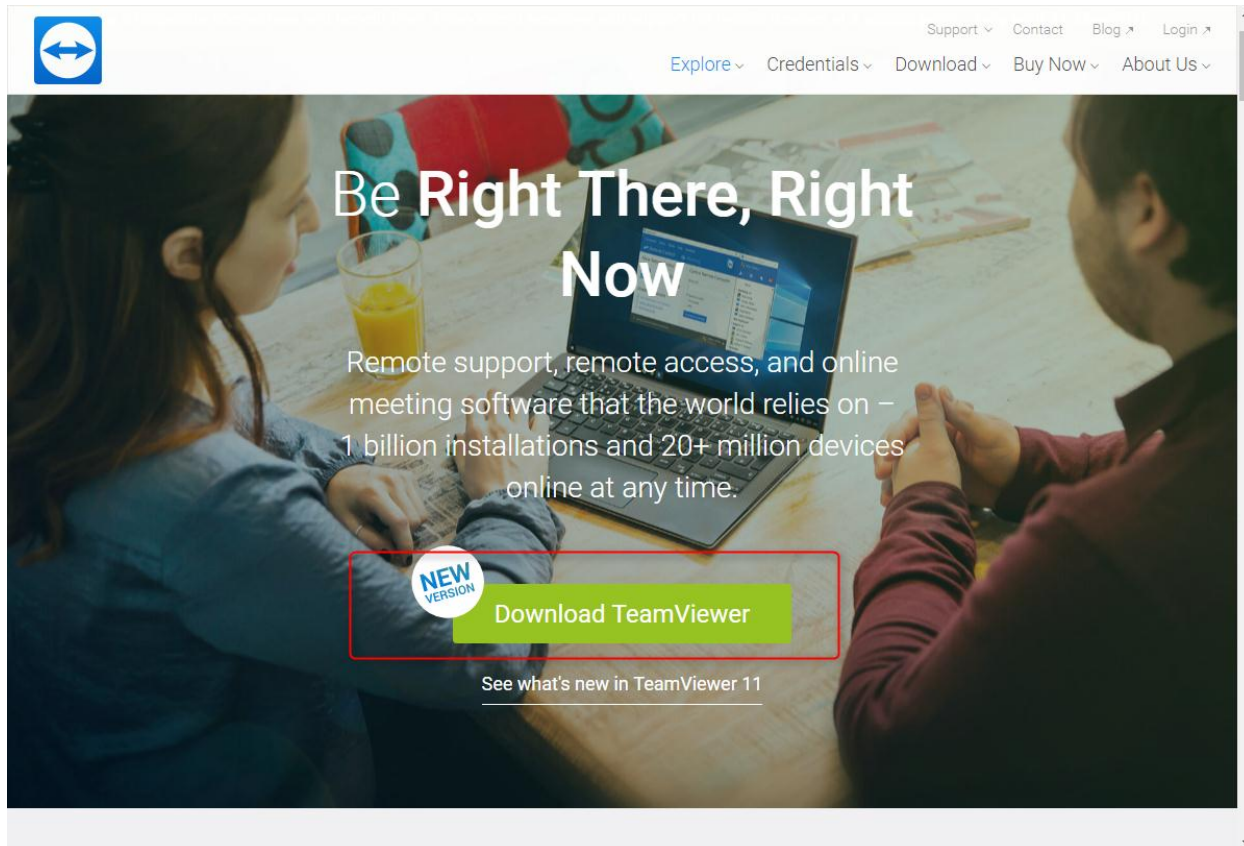 Support Contact Blog Login
Explore Credentials Download Buy Now About Us
Be Right There, Right
Now
Remote support, remote access, and online
meeting software that the world relies on –
1 billion installations and 20+ million devices
online at any time.
NEW
VERSION
Download TeamViewer
See what's new in TeamViewer 11